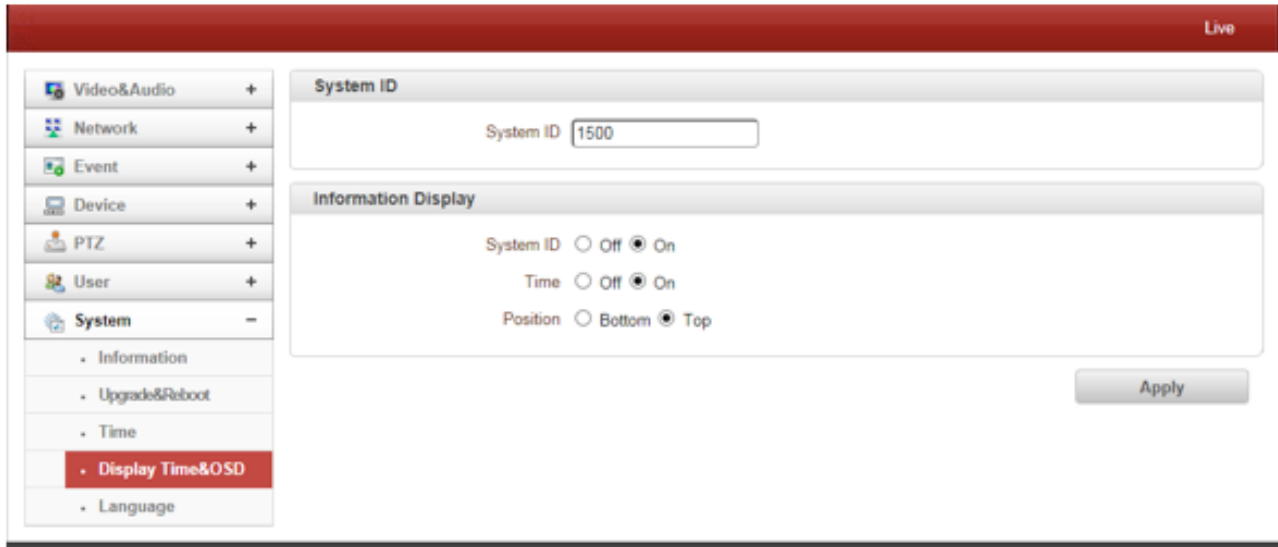 Live
Video&Audio +
Network +
Event +
Device +
PTZ +
User +
System −
Information
Upgrade&Reboot
Time
Display Time&OSD
Language
System ID
System ID 1500
Information Display
System ID Off On
Time Off On
Position Bottom Top
Apply